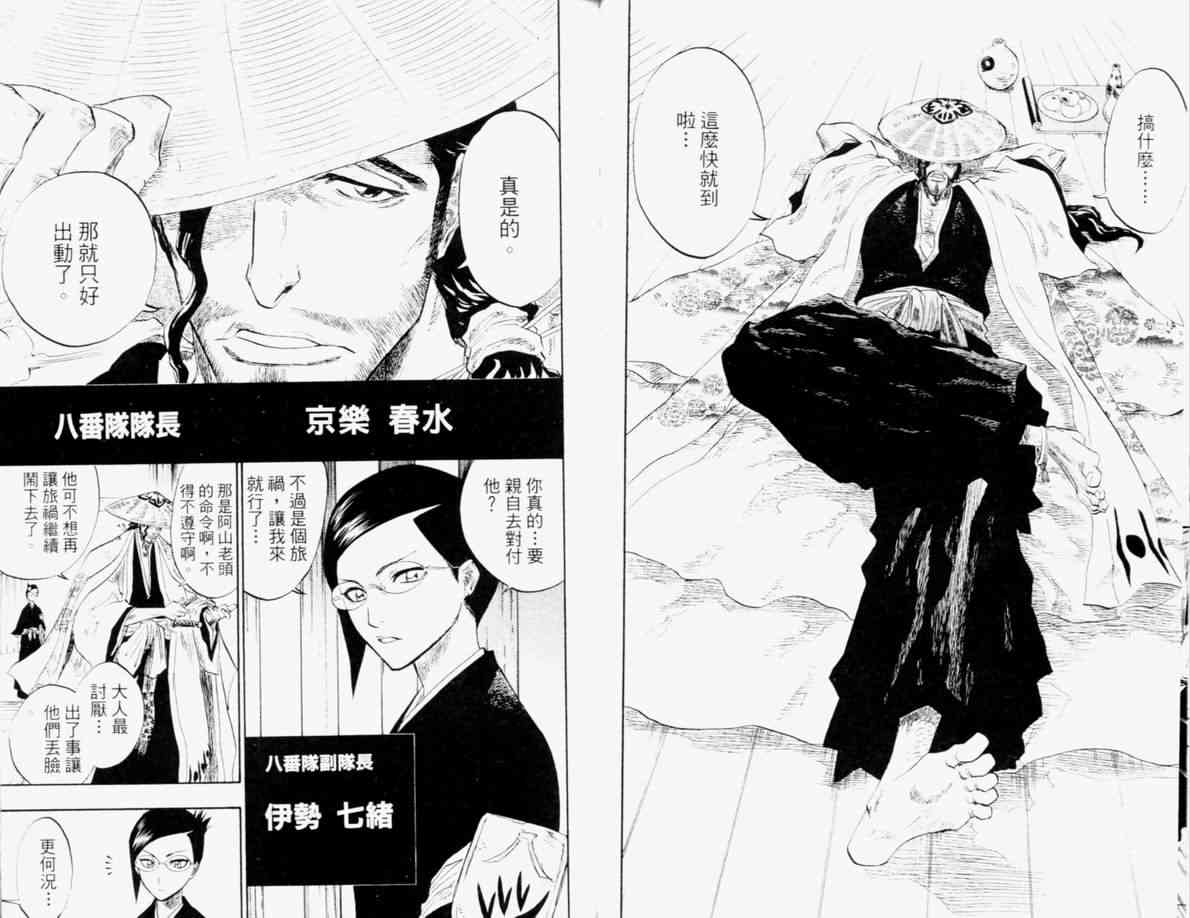 搞什麼……
這麼快就到
啦…
真是的。
那就只好
出動了。
京樂 春水
八番隊隊長
你真的…要
親自去對付
他？
不過是個旅
禍，讓我來
就行了…
八番隊副隊長
伊勢 七緒
那是阿山老頭
的命令啊，不
得不遵守啊。
他可不想再
讓旅禍繼續
鬧下去了。
大人最
討厭…
出了事讓
他們丟臉
更何況…